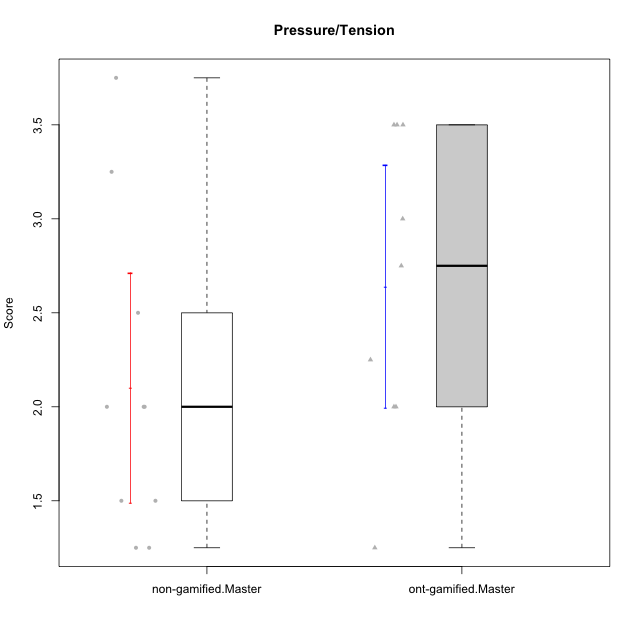 Pressure/Tension
Score
3.5
3.0
2.5
2.0
1.5
non-gamified.Master
ont-gamified.Master